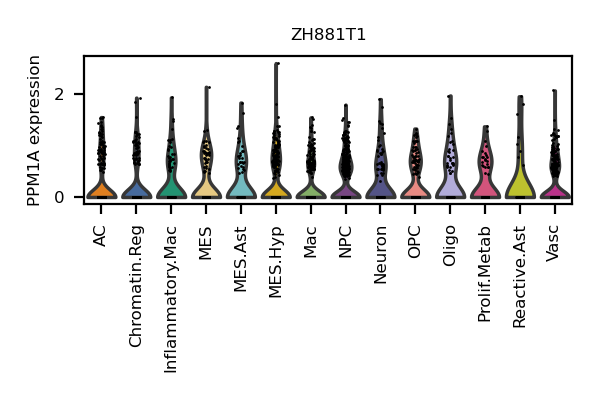 ZH881T1
PPM1A expression
2
0
AC
Chromatin.Reg
Inflammatory.Mac
MES
MES.Ast
MES.Hyp
Mac
NPC
Neuron
OPC
Oligo
Prolif.Metab
Reactive.Ast
Vasc